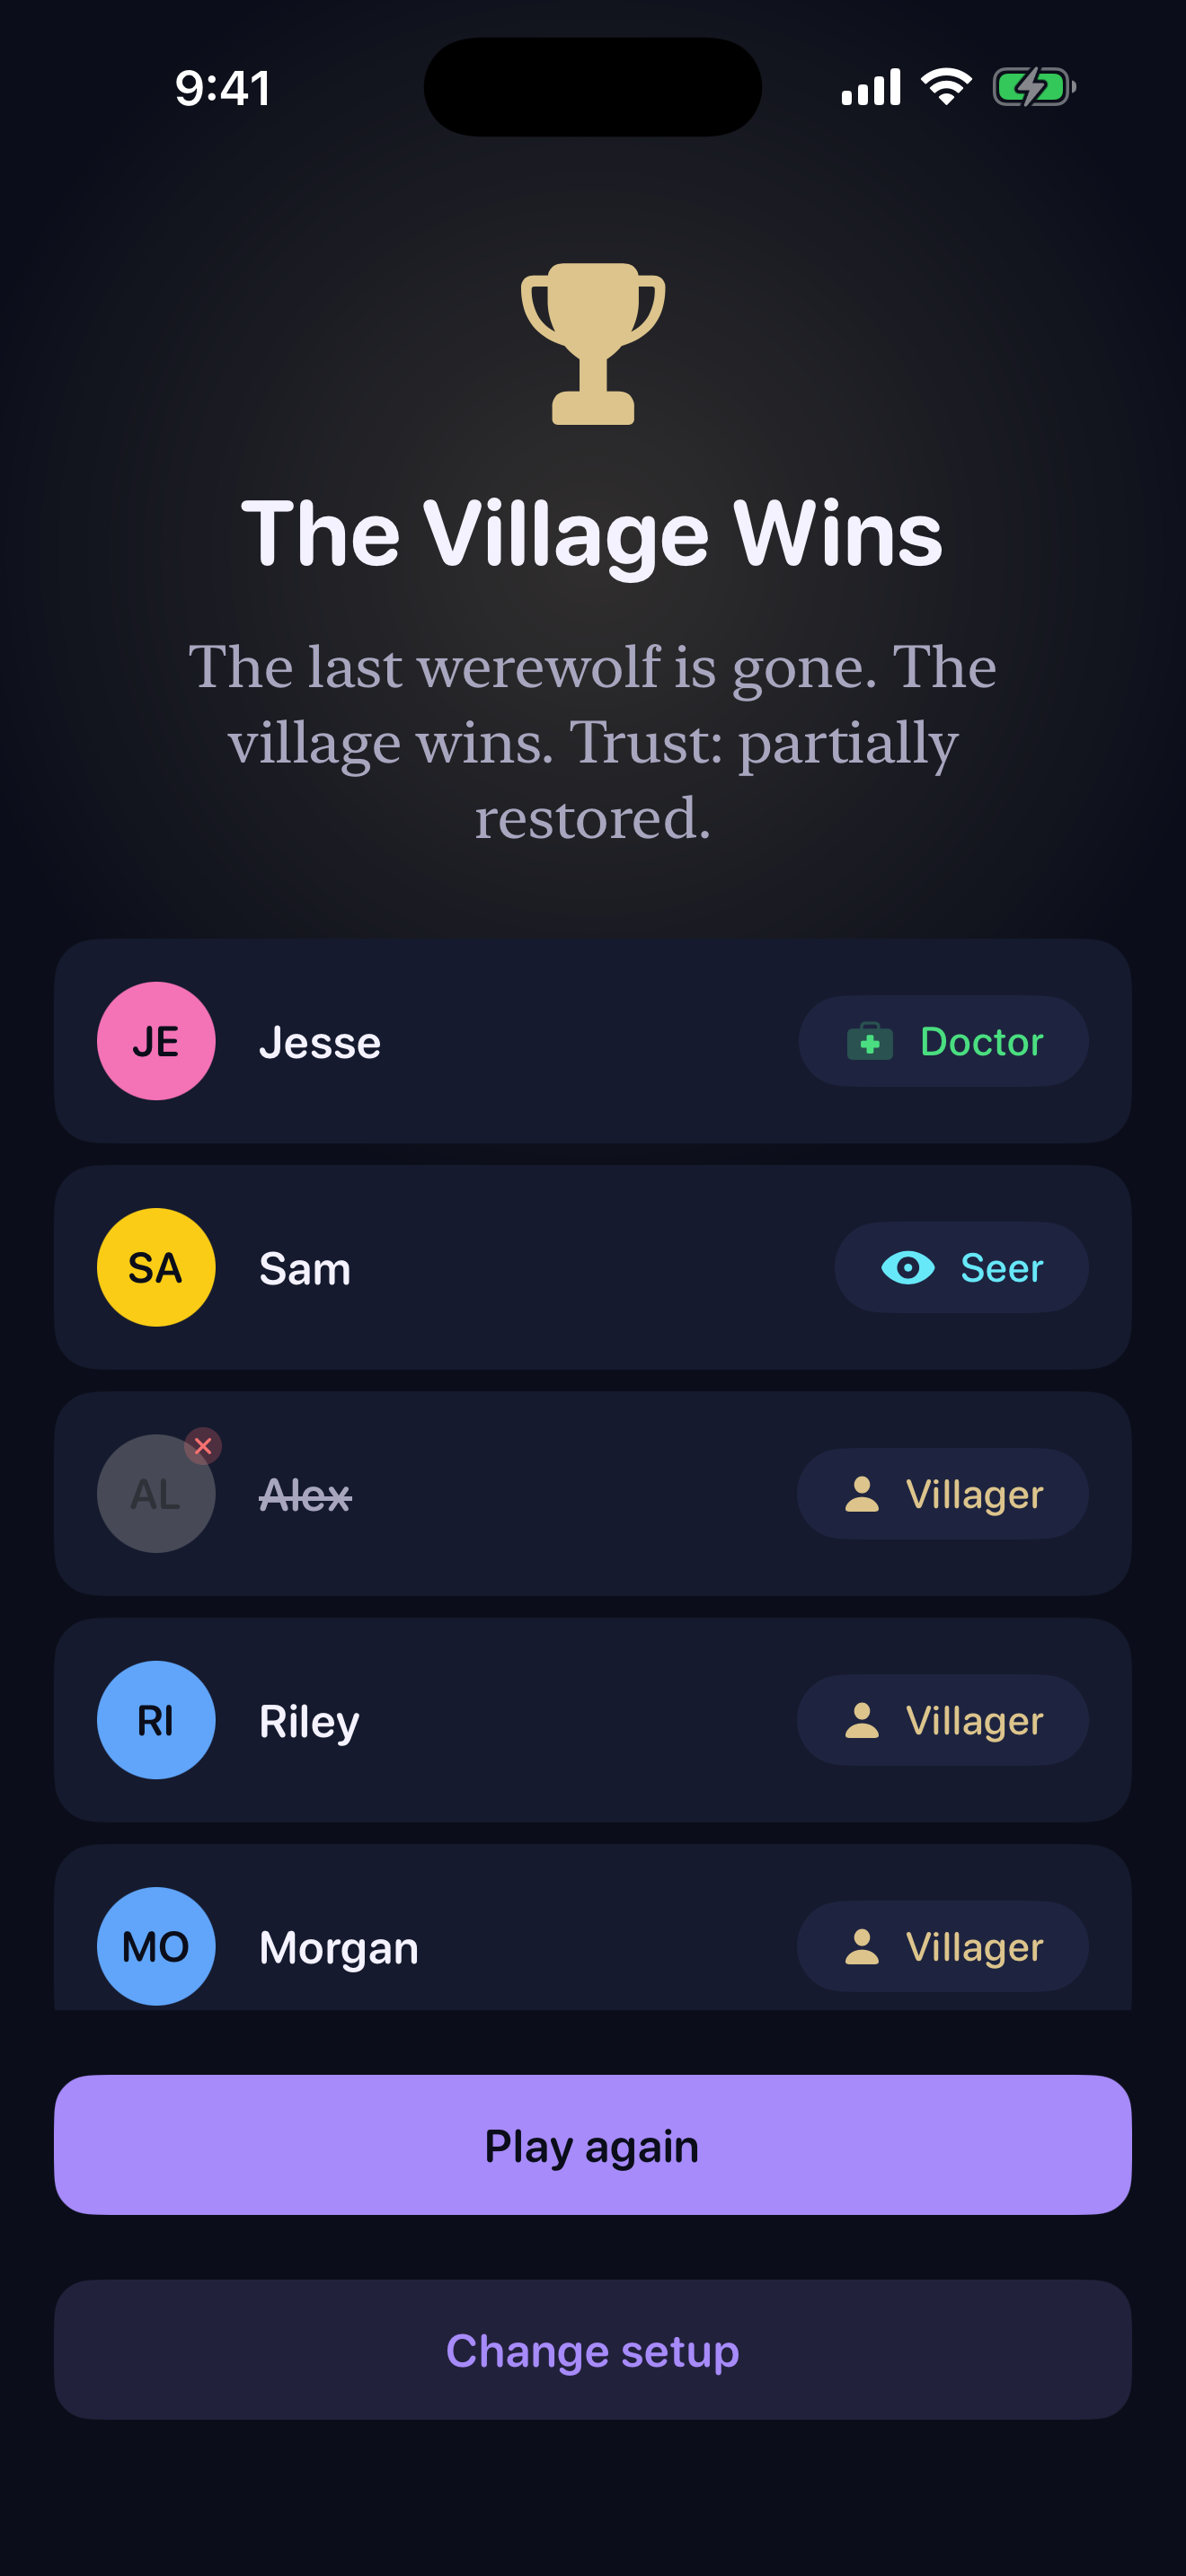 9:41
The Village Wins
The last werewolf is gone. The
village wins. Trust: partially
restored.
JE Jesse Doctor
SA Sam Seer
AL Alex Villager
RI Riley Villager
MO Morgan Villager
Play again
Change setup